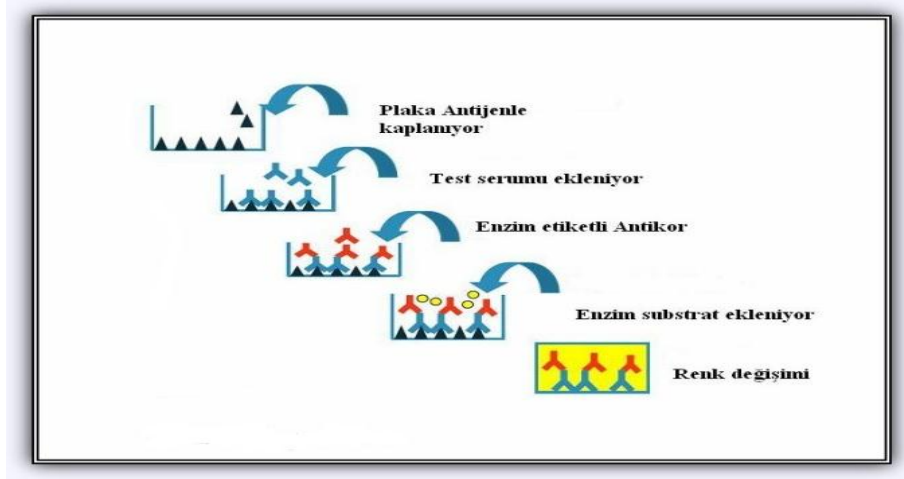 Plaka Antijenle
kaplanıyor
Test serumu ekleniyor
Enzim etiketli Antikor
Enzim substrat ekleniyor
Renk değişimi